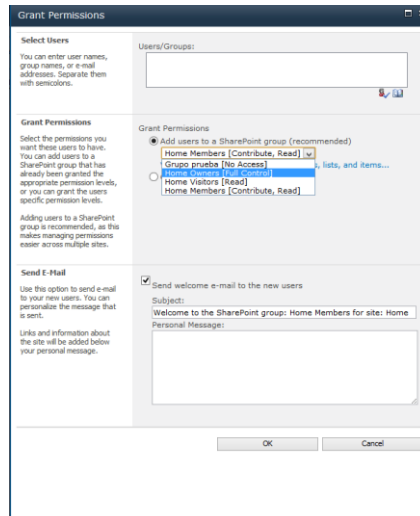 Grant Permissions
Select Users
You can enter user names,
group names, or e-mail
addresses. Separate them
with semicolons.
Users/Groups:
Grant Permissions
Select the permissions you
want these users to have.
You can add users to a
SharePoint group that has
already been granted the
appropriate permission levels,
or you can grant the users
specific permission levels.
Adding users to a SharePoint
group is recommended, as this
makes managing permissions
easier across multiple sites.
Grant Permissions
Add users to a SharePoint group (recommended)
Home Members [Contribute, Read]
Grupo prueba [No Access]
, lists, and items...
Home Owners [Full Control]
Home Visitors [Read]
Home Members [Contribute, Read]
Send E-Mail
Use this option to send e-mail
to your new users. You can
personalize the message that
is sent.
Links and information about
the site will be added below
your personal message.
Send welcome e-mail to the new users
Subject:
Welcome to the SharePoint group: Home Members for site: Home
Personal Message:
OK
Cancel